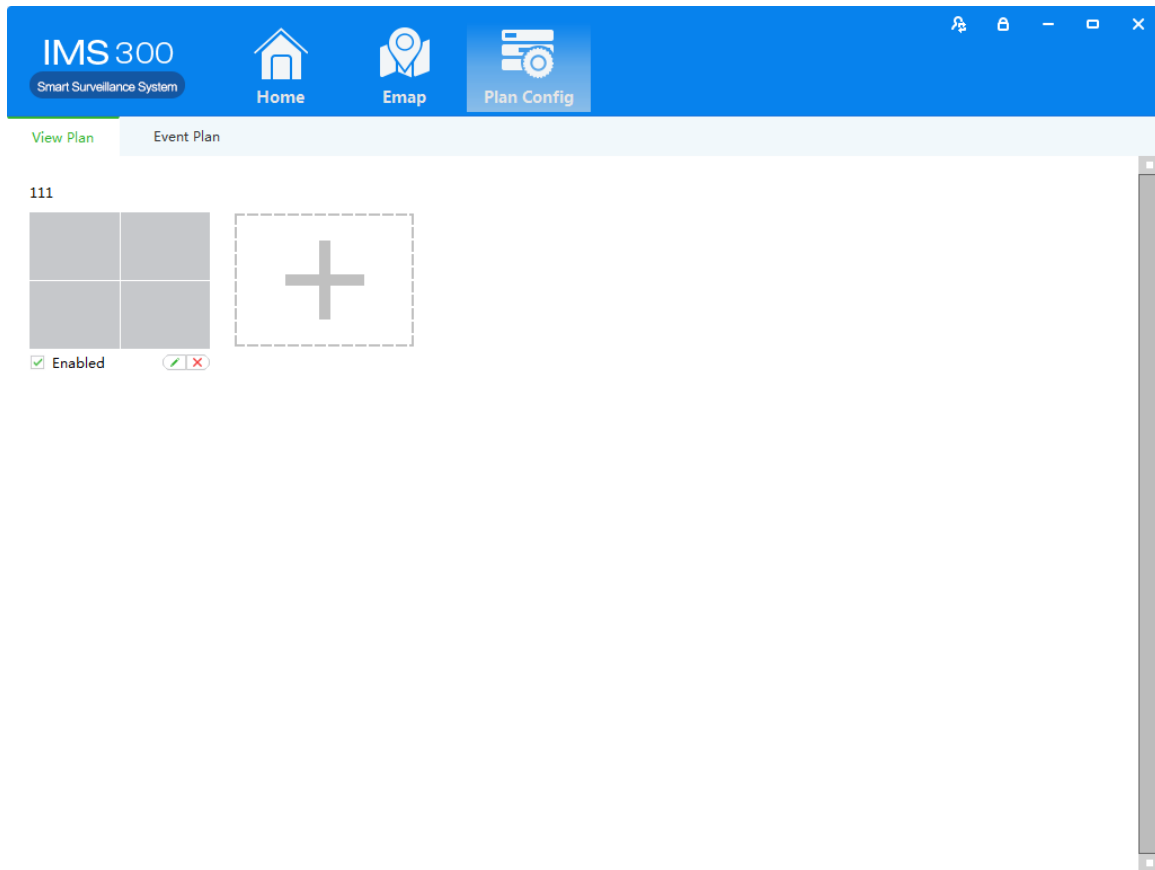 IMS 300
Smart Surveillance System
Home
Emap
Plan Config
View Plan
Event Plan
111
Enabled